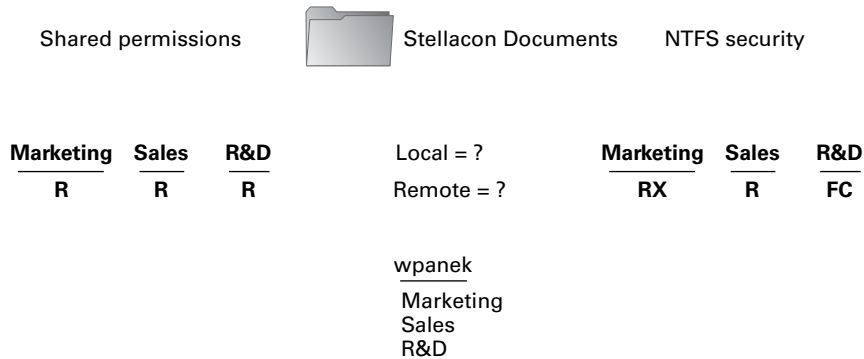 Shared permissions Stellacon Documents NTFS security
Marketing Sales R&D Local = ? Marketing Sales R&D
R R R Remote = ? RX R FC
wpanek
Marketing
Sales
R&D